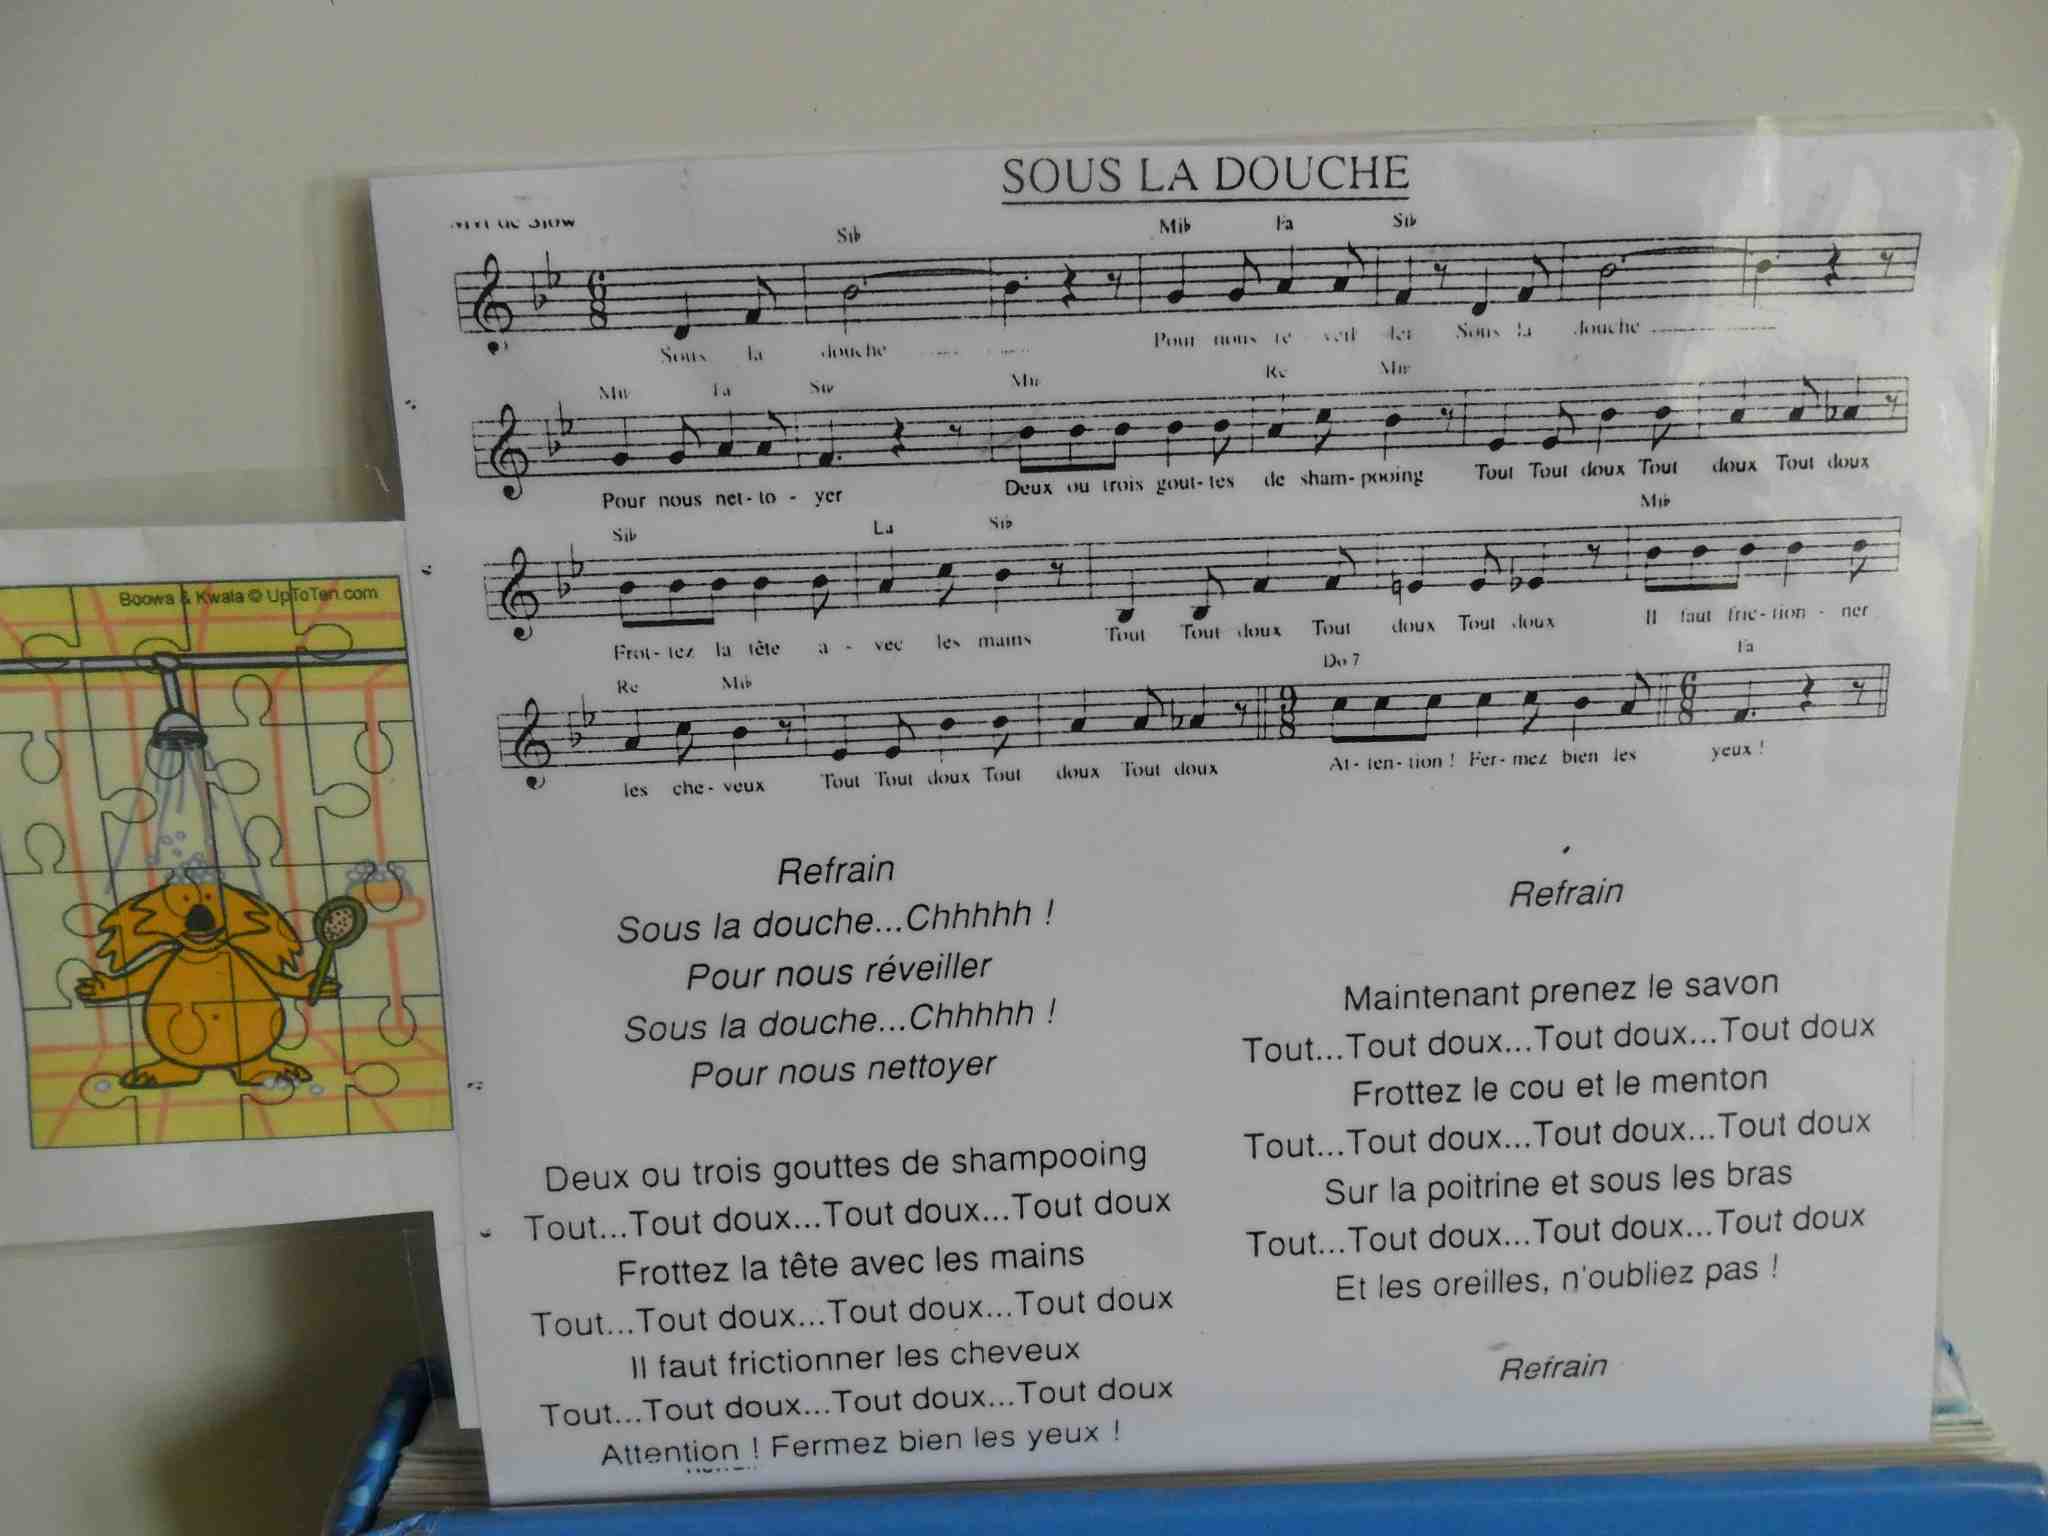 SOUS LA DOUCHE
Mvt de Slow
Sib Mib Fa Sib
Sous la douche Pour nous ré - veil - ler Sous la douche
Mib Fa Sib Mib Re Mib
Pour nous net - to - yer Deux ou trois gout - tes de sham - pooing Tout Tout doux Tout doux Tout doux
Sib La Sib Mib
Frot - tez la tête a - vec les mains Tout Tout doux Tout doux Tout doux Il faut fric - tion - ner
Re Mib Do 7 Fa
les che - veux Tout Tout doux Tout doux Tout doux At - ten - tion ! Fer - mez bien les yeux !
Boowa & Kwala © UpToTen.com
Refrain
Sous la douche...Chhhhh !
Pour nous réveiller
Sous la douche...Chhhhh !
Pour nous nettoyer
Deux ou trois gouttes de shampooing
Tout...Tout doux...Tout doux...Tout doux
Frottez la tête avec les mains
Tout...Tout doux...Tout doux...Tout doux
Il faut frictionner les cheveux
Tout...Tout doux...Tout doux...Tout doux
Attention ! Fermez bien les yeux !
Refrain
Maintenant prenez le savon
Tout...Tout doux...Tout doux...Tout doux
Frottez le cou et le menton
Tout...Tout doux...Tout doux...Tout doux
Sur la poitrine et sous les bras
Tout...Tout doux...Tout doux...Tout doux
Et les oreilles, n'oubliez pas !
Refrain